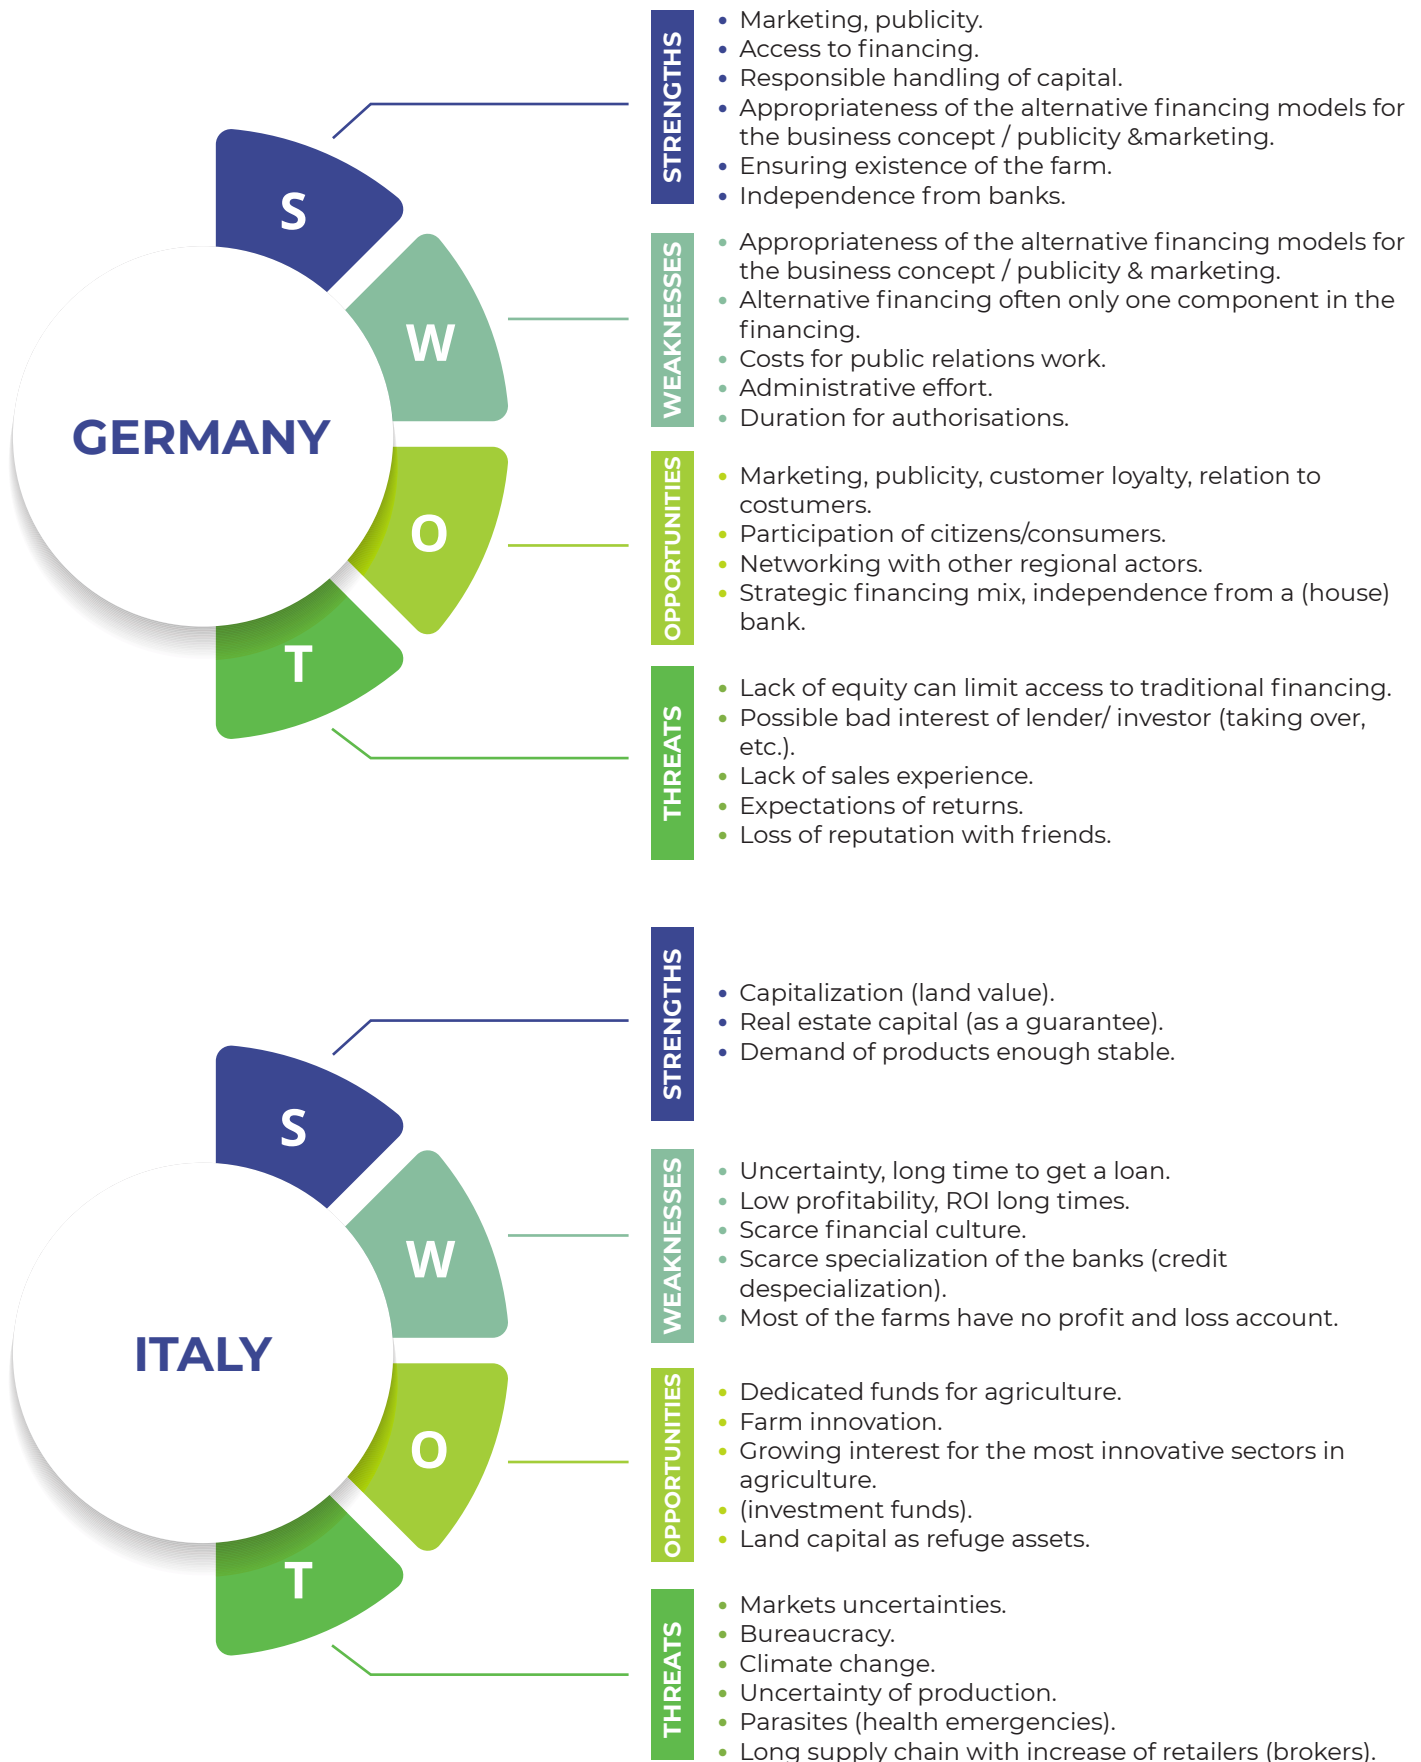 GERMANY
S
W
O
T
STRENGTHS
• Marketing, publicity.
• Access to financing.
• Responsible handling of capital.
• Appropriateness of the alternative financing models for
the business concept / publicity &marketing.
• Ensuring existence of the farm.
• Independence from banks.
WEAKNESSES
• Appropriateness of the alternative financing models for
the business concept / publicity & marketing.
• Alternative financing often only one component in the
financing.
• Costs for public relations work.
• Administrative effort.
• Duration for authorisations.
OPPORTUNITIES
• Marketing, publicity, customer loyalty, relation to
costumers.
• Participation of citizens/consumers.
• Networking with other regional actors.
• Strategic financing mix, independence from a (house)
bank.
THREATS
• Lack of equity can limit access to traditional financing.
• Possible bad interest of lender/ investor (taking over,
etc.).
• Lack of sales experience.
• Expectations of returns.
• Loss of reputation with friends.
ITALY
S
W
O
T
STRENGTHS
• Capitalization (land value).
• Real estate capital (as a guarantee).
• Demand of products enough stable.
WEAKNESSES
• Uncertainty, long time to get a loan.
• Low profitability, ROI long times.
• Scarce financial culture.
• Scarce specialization of the banks (credit
despecialization).
• Most of the farms have no profit and loss account.
OPPORTUNITIES
• Dedicated funds for agriculture.
• Farm innovation.
• Growing interest for the most innovative sectors in
agriculture.
• (investment funds).
• Land capital as refuge assets.
THREATS
• Markets uncertainties.
• Bureaucracy.
• Climate change.
• Uncertainty of production.
• Parasites (health emergencies).
• Long supply chain with increase of retailers (brokers).